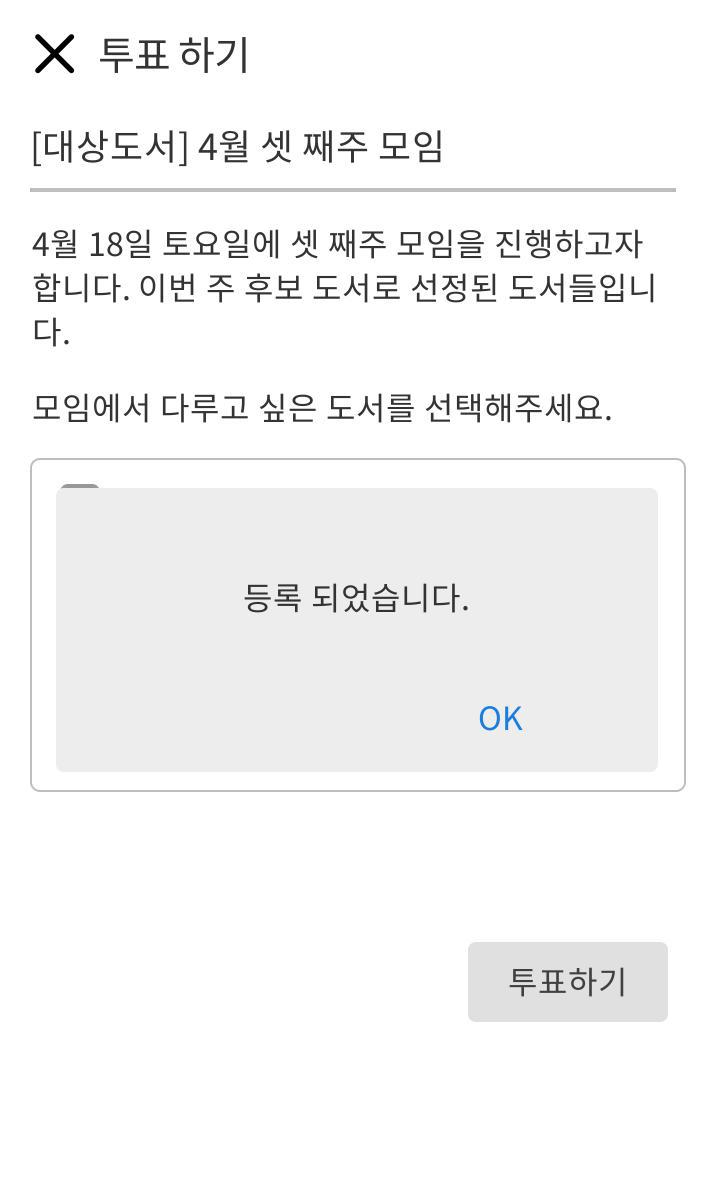 투표 하기
[대상도서] 4월 셋 째주 모임
4월 18일 토요일에 셋 째주 모임을 진행하고자
합니다. 이번 주 후보 도서로 선정된 도서들입니
다.
모임에서 다루고 싶은 도서를 선택해주세요.
등록 되었습니다.
OK
투표하기